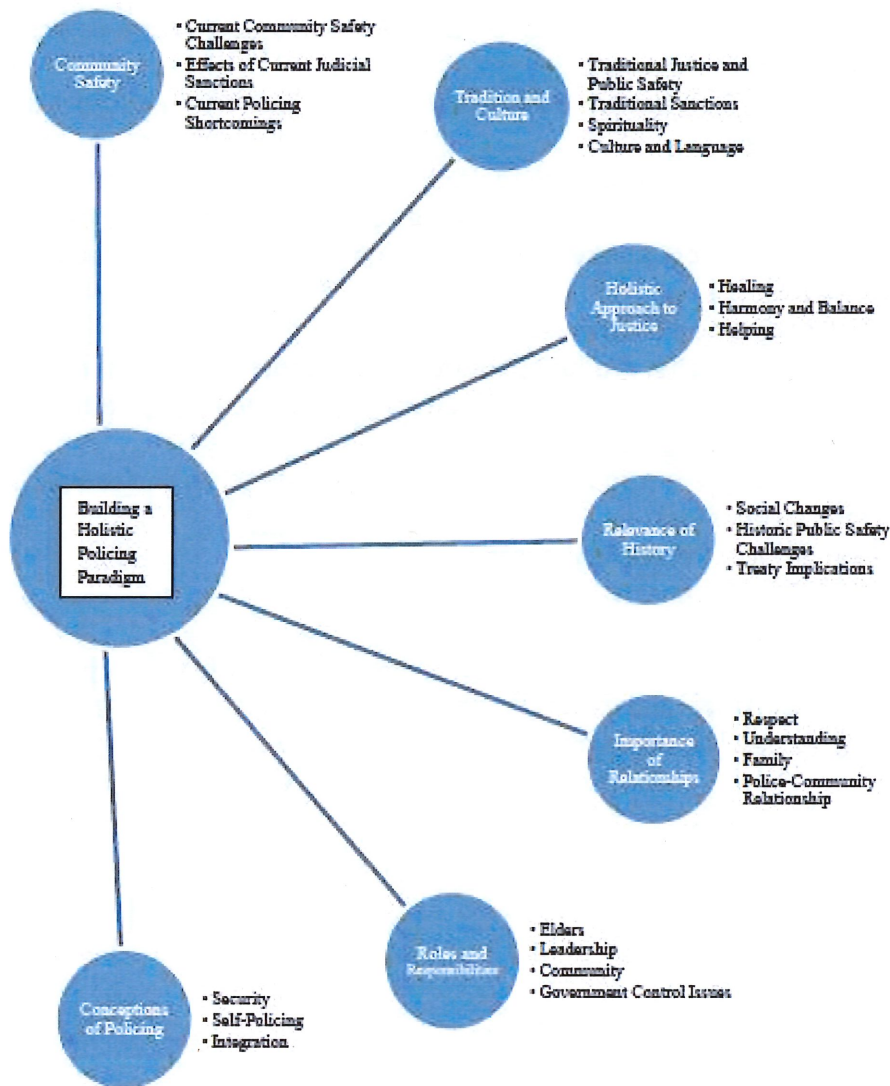 Community
Safety
• Current Community Safety
Challenges
• Effects of Current Judicial
Sanctions
• Current Policing
Shortcomings
Tradition and
Culture
• Traditional Justice and
Public Safety
• Traditional Sanctions
• Spirituality
• Culture and Language
Holistic
Approach to
Justice
• Healing
• Harmony and Balance
• Helping
Building a
Holistic
Policing
Paradigm
Relevance of
History
• Social Changes
• Historic Public Safety
Challenges
• Treaty Implications
Importance
of
Relationships
• Respect
• Understanding
• Family
• Police-Community
Relationship
Roles and
Responsibilities
• Elders
• Leadership
• Community
• Government Control Issues
Conceptions
of Policing
• Security
• Self-Policing
• Integration